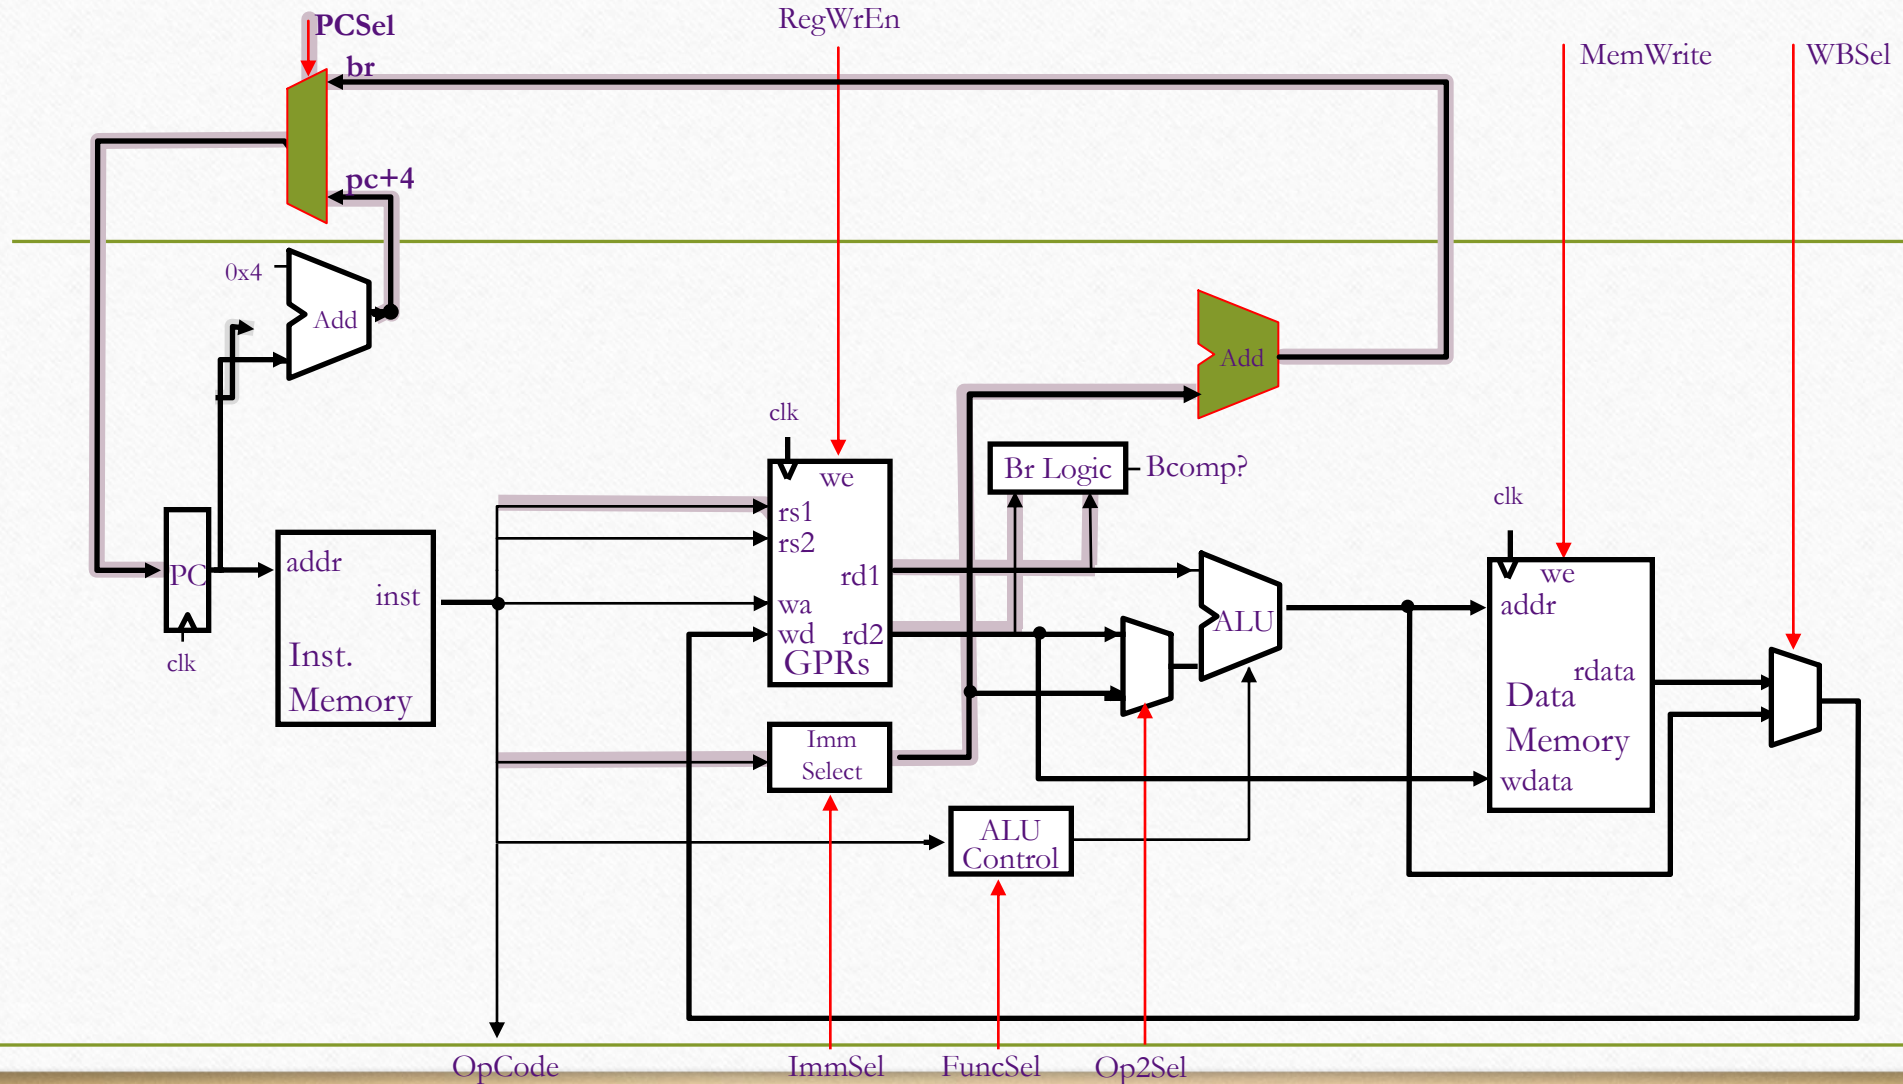 PCSel
RegWrEn
MemWrite
WBSel
br
pc+4
0x4
Add
Add
clk
we
Br Logic
Bcomp?
clk
rs1
rs2
PC
addr
inst
rd1
we
addr
wa
wd
rd2
GPRs
ALU
clk
Inst.
Memory
rdata
Data
Memory
wdata
Imm
Select
ALU
Control
OpCode
ImmSel
FuncSel
Op2Sel